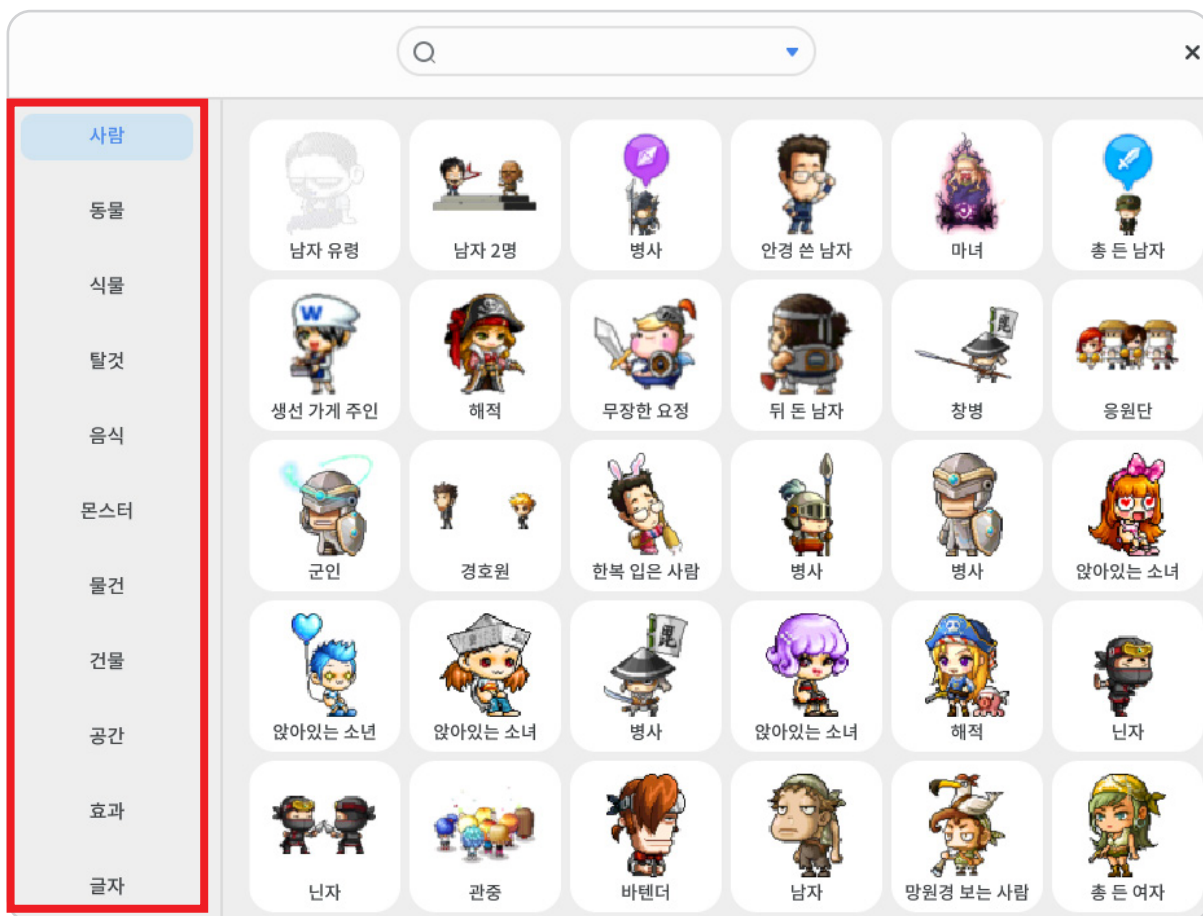 사람
동물
식물
탈것
음식
몬스터
물건
건물
공간
효과
글자
남자 유령
남자 2명
병사
안경 쓴 남자
마녀
총 든 남자
W
생선 가게 주인
해적
무장한 요정
뒤 돈 남자
창병
응원단
군인
경호원
한복 입은 사람
병사
병사
앉아있는 소녀
앉아있는 소년
앉아있는 소녀
병사
앉아있는 소녀
해적
닌자
닌자
관중
바텐더
남자
망원경 보는 사람
총 든 여자